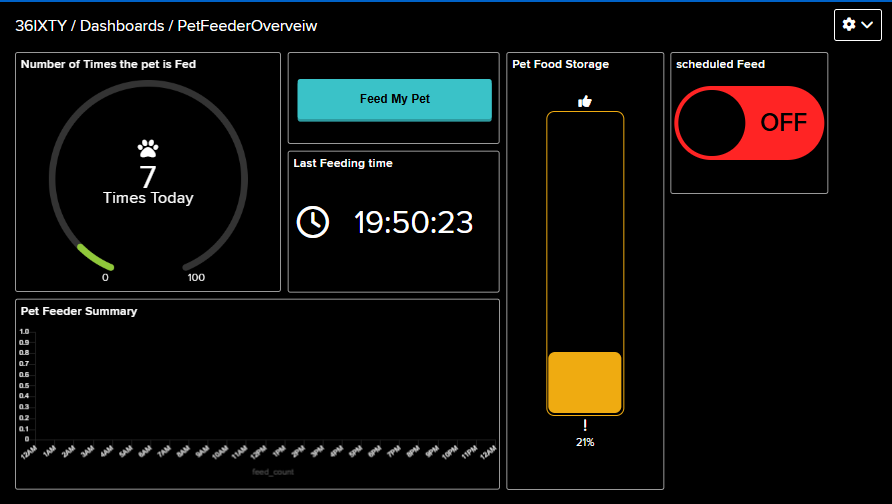 36IXTY / Dashboards / PetFeederOverveiw
Number of Times the pet is Fed
7
Times Today
0
100
Feed My Pet
Last Feeding time
19:50:23
Pet Food Storage
!
21%
scheduled Feed
OFF
Pet Feeder Summary
1.0
0.9
0.8
0.7
0.6
0.5
0.4
0.3
0.2
0.1
0
12AM 1AM 2AM 3AM 4AM 5AM 6AM 7AM 8AM 9AM 10AM 11AM 12PM 1PM 2PM 3PM 4PM 5PM 6PM 7PM 8PM 9PM 10PM 11PM 12AM
feed_count